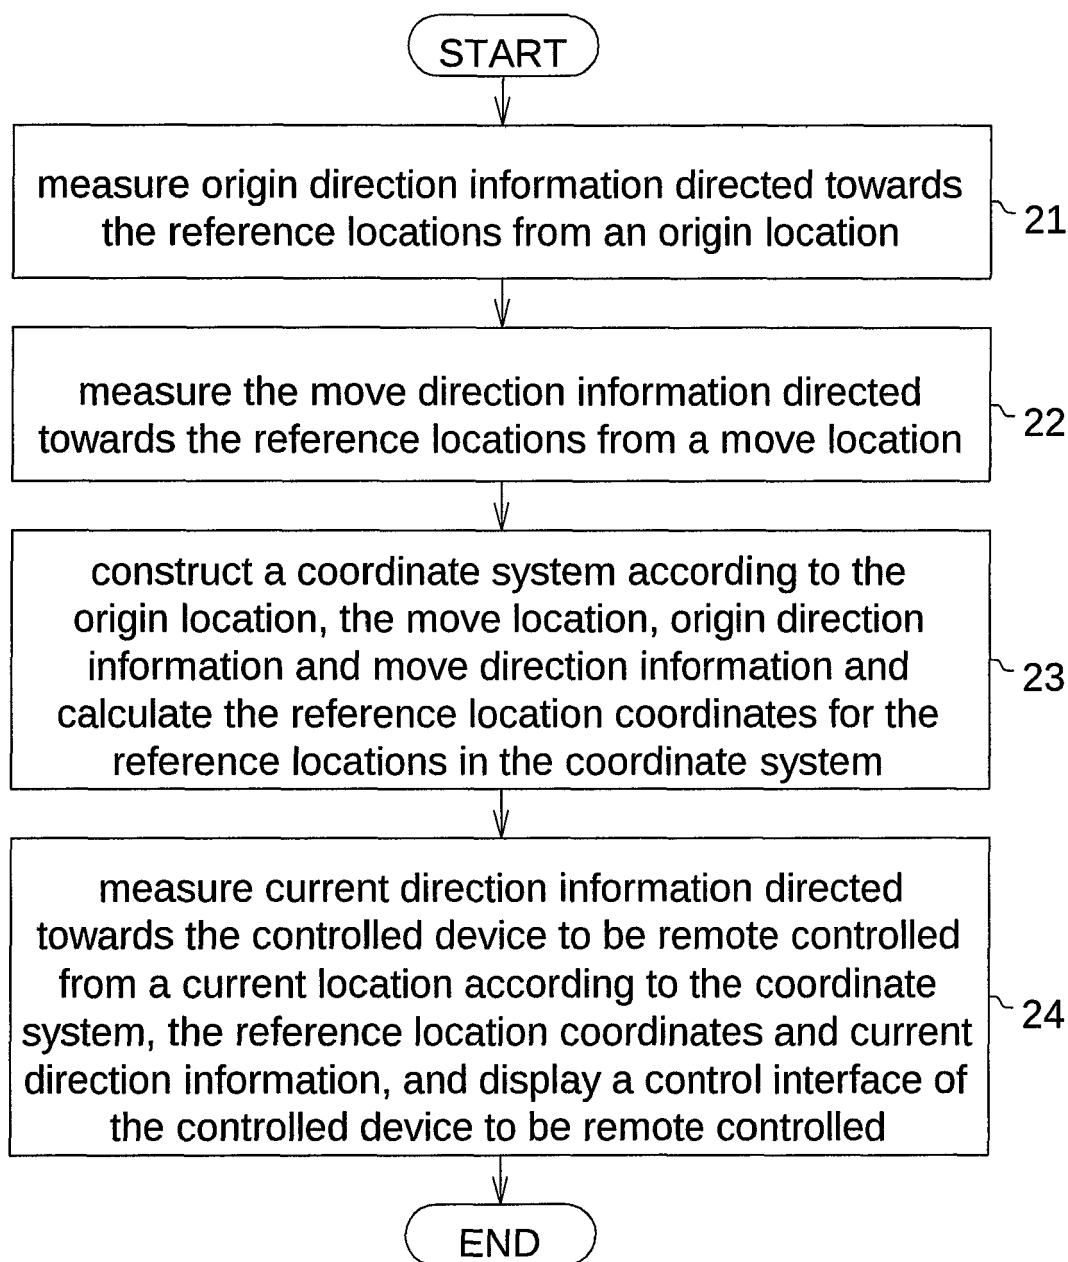 START
measure origin direction information directed towards
the reference locations from an origin location
21
measure the move direction information directed
towards the reference locations from a move location
22
construct a coordinate system according to the
origin location, the move location, origin direction
information and move direction information and
calculate the reference location coordinates for the
reference locations in the coordinate system
23
measure current direction information directed
towards the controlled device to be remote controlled
from a current location according to the coordinate
system, the reference location coordinates and current
direction information, and display a control interface of
the controlled device to be remote controlled
24
END